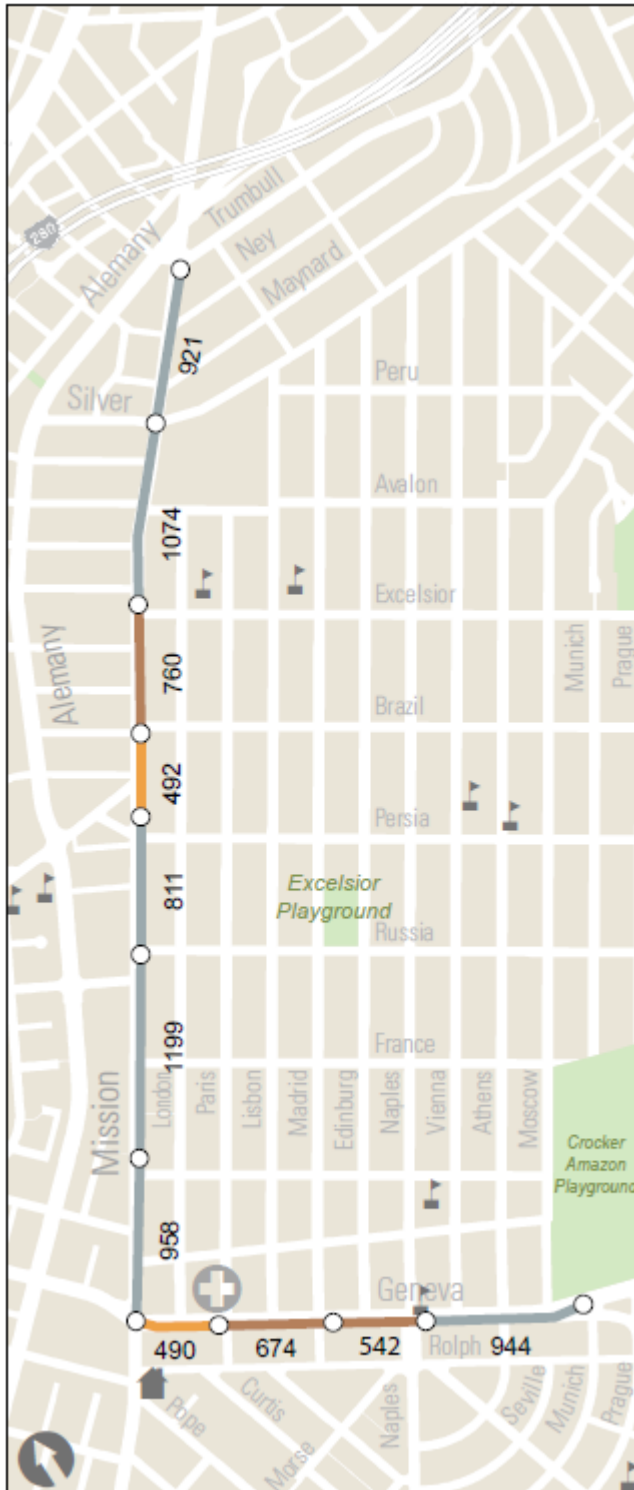 280
Alemany
Trumbull
Ney
Maynard
921
Silver
Peru
Avalon
1074
Excelsior
760
Alemany
Munich
Prague
Brazil
492
Persia
811
Excelsior
Playground
Russia
1199
France
Mission
London
Paris
Lisbon
Madrid
Edinburg
Naples
Vienna
Athens
Moscow
Crocker
Amazon
Playground
958
Geneva
490
674
542
Rolph
944
Pope
Curtis
Morse
Naples
Seville
Munich
Prague